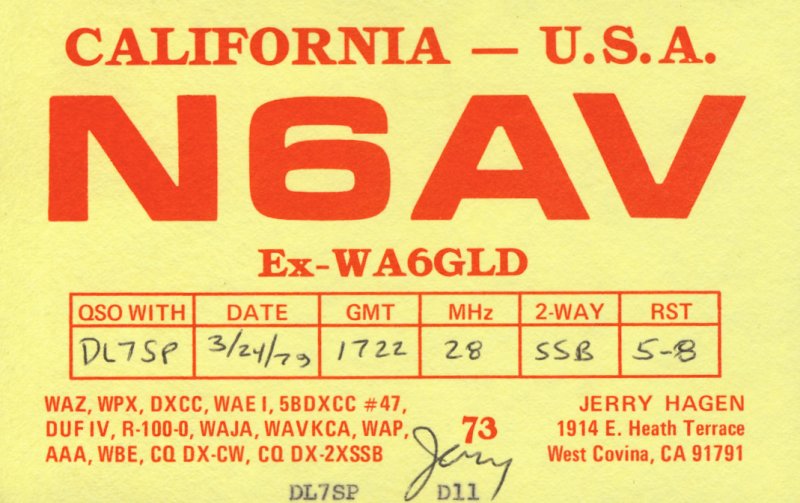 CALIFORNIA — U.S.A.
N6AV
Ex-WA6GLD
QSO WITH DATE GMT MHz 2-WAY RST
DL7SP 3/24/79 1722 28 SSB 5-8
WAZ, WPX, DXCC, WAE I, 5BDXCC #47,
DUF IV, R-100-0, WAJA, WAVKCA, WAP,
AAA, WBE, CQ DX-CW, CQ DX-2XSSB
73
Jerry
JERRY HAGEN
1914 E. Heath Terrace
West Covina, CA 91791
DL7SP D11